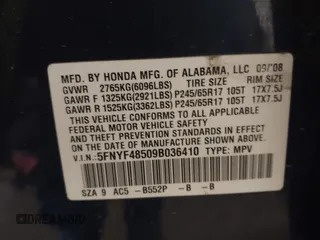 MFD. BY HONDA MFG. OF ALABAMA, LLC 09/08
GVWR 2765KG(6096LBS) TIRE SIZE RIM SIZE
GAWR F 1325KG(2921LBS) P245/65R17 105T 17X7.5J
GAWR R 1525KG(3362LBS) P245/65R17 105T 17X7.5J
THIS VEHICLE CONFORMS TO ALL APPLICABLE
FEDERAL MOTOR VEHICLE SAFETY AND
THEFT PREVENTION STANDARDS IN EFFECT
ON THE DATE OF MANUFACTURE SHOWN ABOVE.
V.I.N.: 5FNYF48509B036410 TYPE: MPV
SZA 9 AC5 -B552P -B -B